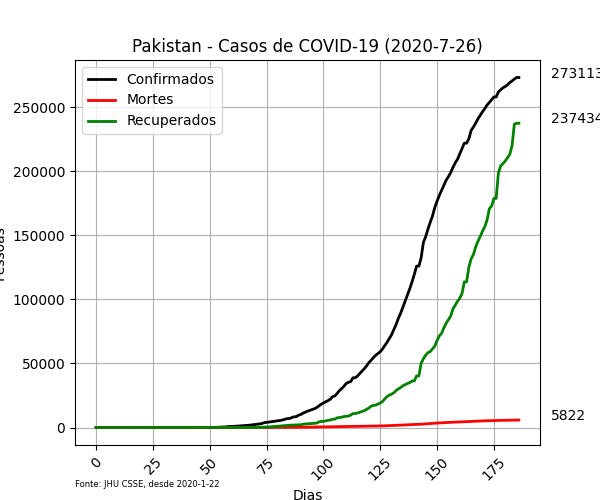 Pakistan - Casos de COVID-19 (2020-7-26)
Confirmados
Mortes
Recuperados
273113
237434
5822
250000
200000
150000
100000
50000
0
0
25
50
75
100
125
150
175
Dias
Fonte: JHU CSSE, desde 2020-1-22